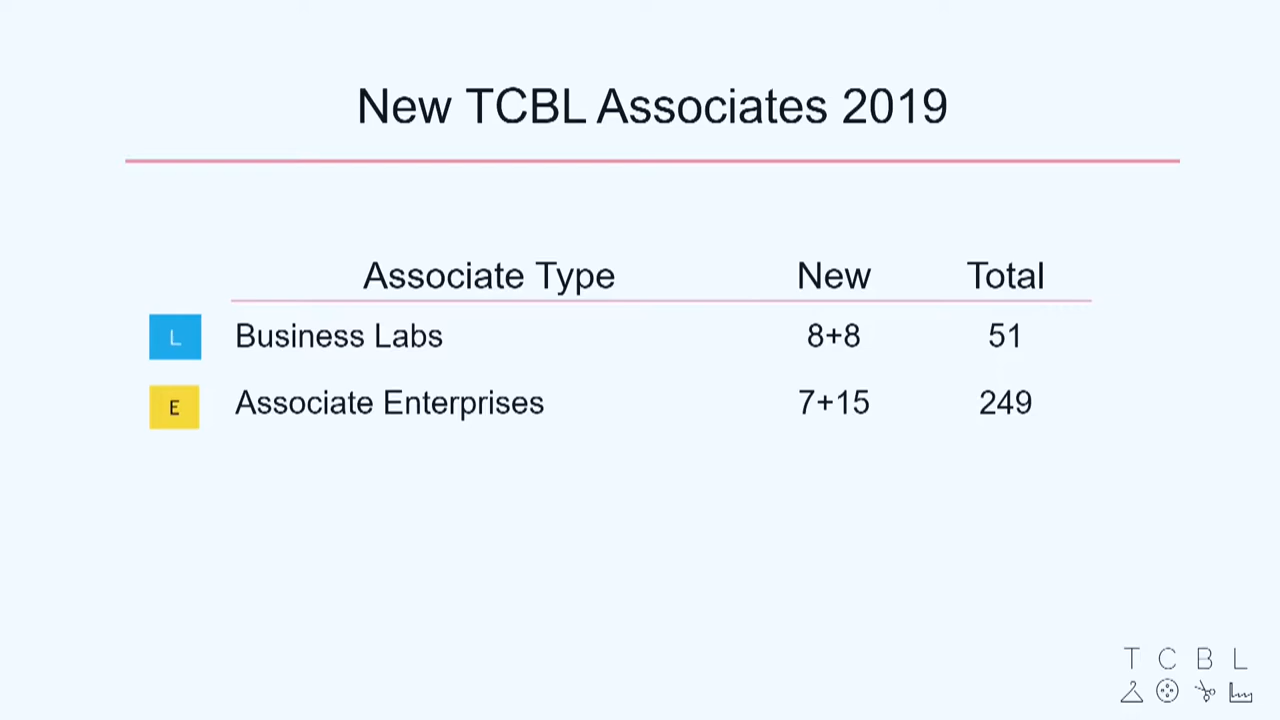 New TCBL Associates 2019
Associate Type New Total
L Business Labs 8+8 51
E Associate Enterprises 7+15 249
T C B L